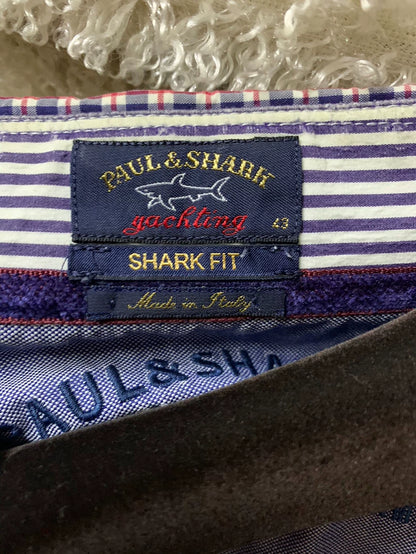 PAUL & SHARK
yachting
43
SHARK FIT
Made in Italy
PAUL&SHA